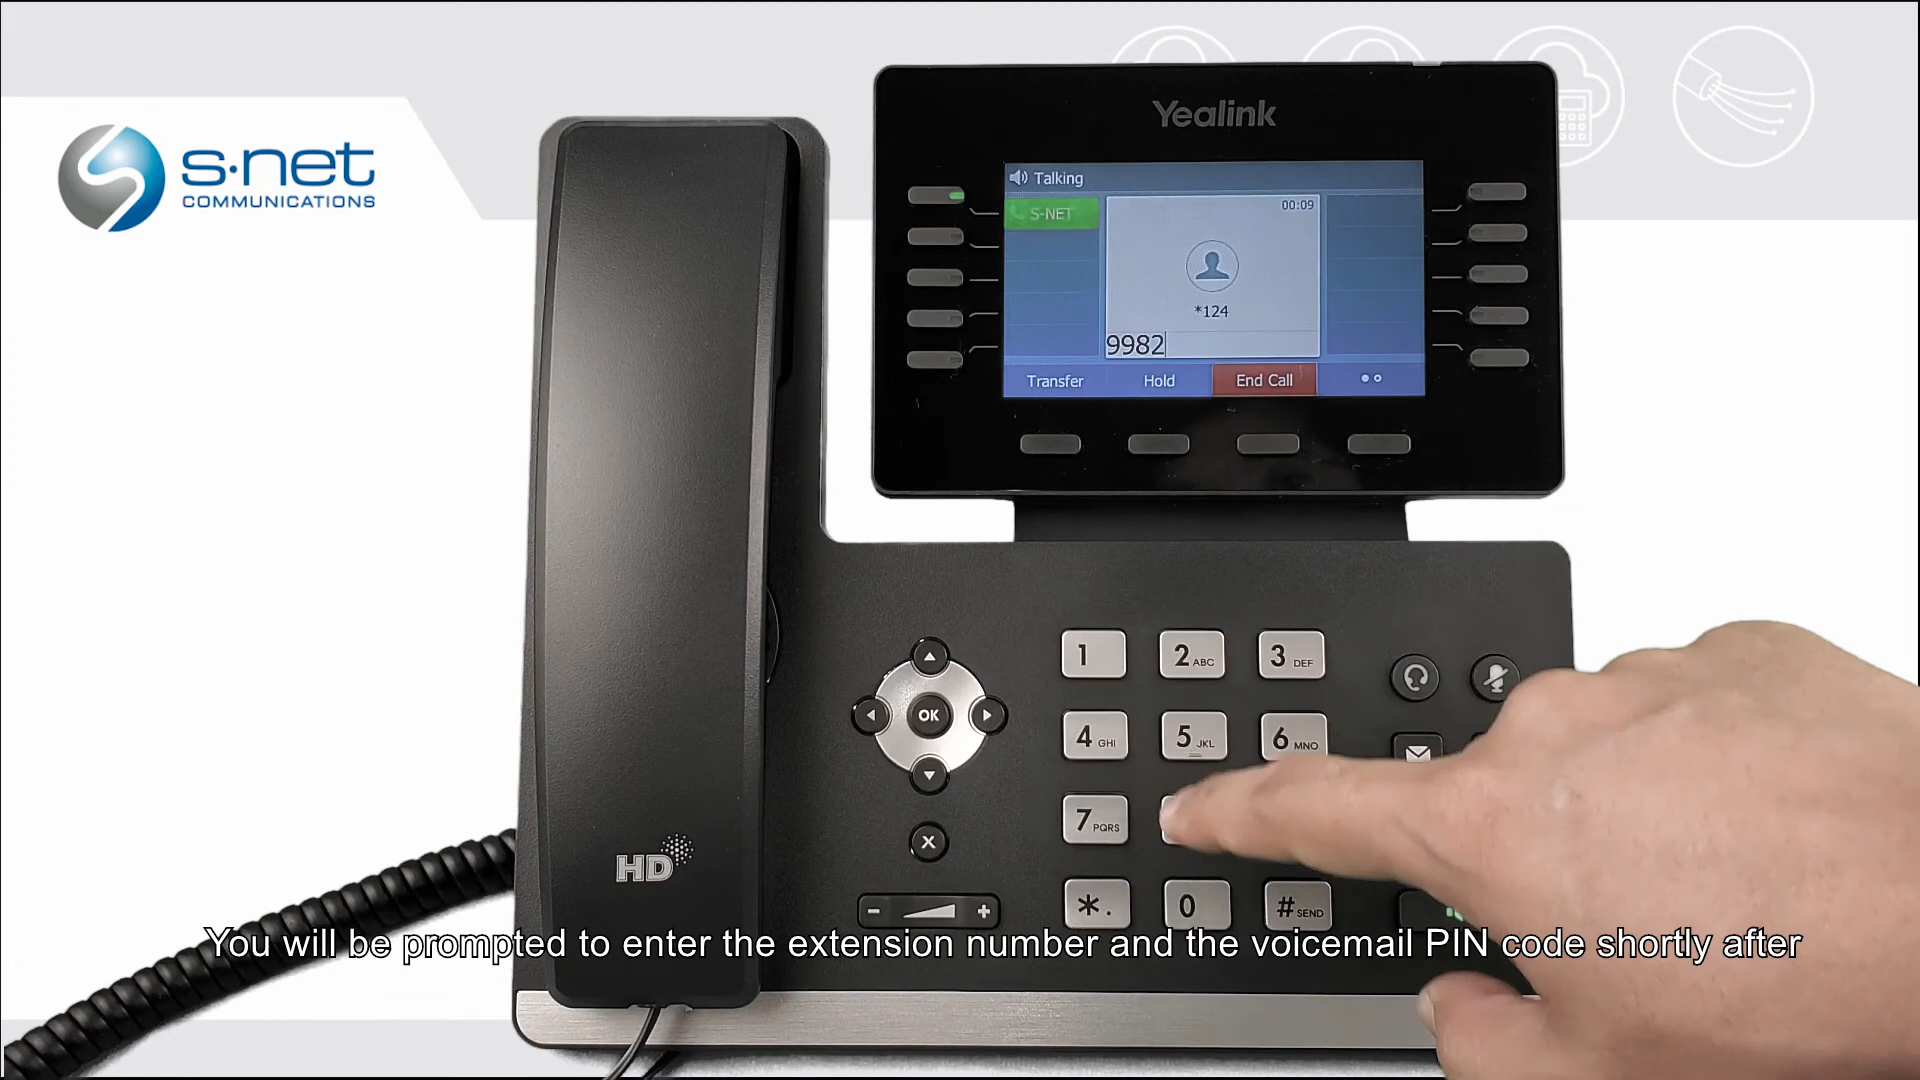 s·net
COMMUNICATIONS
Yealink
Talking
S-NET
00:09
*124
9982
Transfer
Hold
End Call
1
2 ABC
3 DEF
4 GHI
5 JKL
6 MNO
OK
7 PQRS
X
*.
0
# SEND
- +
HD
You will be prompted to enter the extension number and the voicemail PIN code shortly after